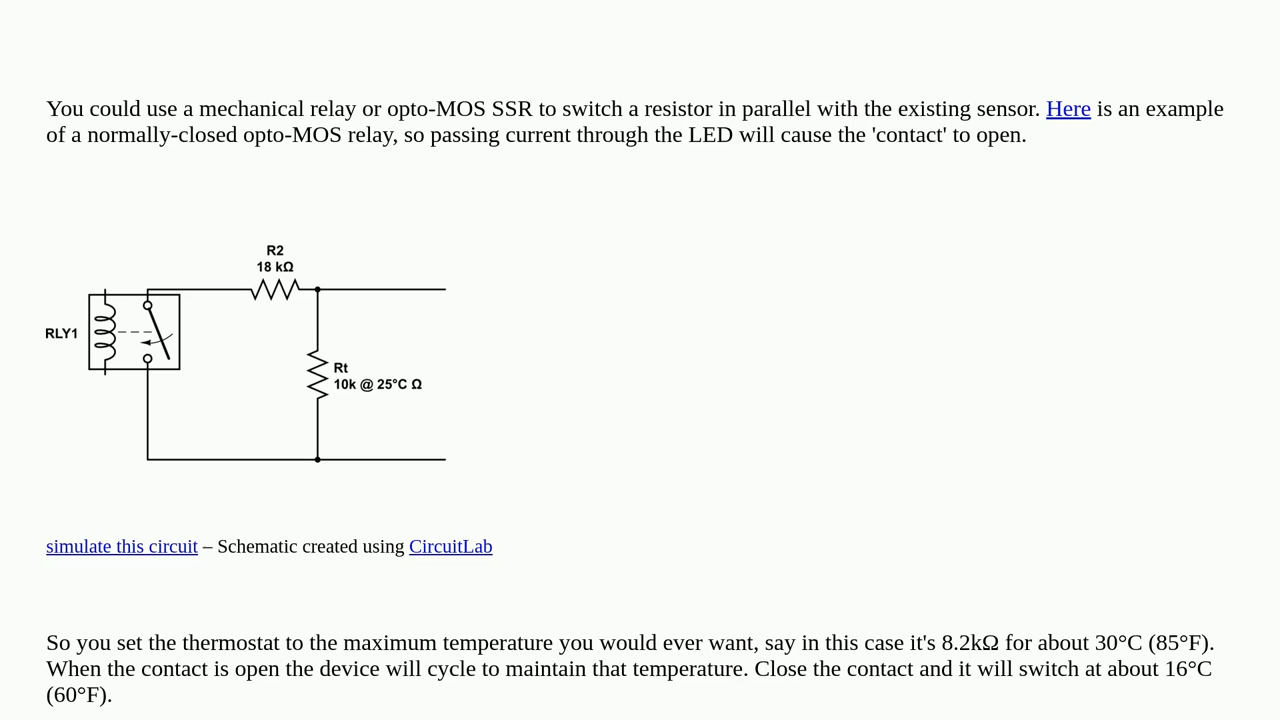 You could use a mechanical relay or opto-MOS SSR to switch a resistor in parallel with the existing sensor. Here is an example
of a normally-closed opto-MOS relay, so passing current through the LED will cause the 'contact' to open.
R2
18 kΩ
RLY1
Rt
10k @ 25°C Ω
simulate this circuit – Schematic created using CircuitLab
So you set the thermostat to the maximum temperature you would ever want, say in this case it's 8.2kΩ for about 30°C (85°F).
When the contact is open the device will cycle to maintain that temperature. Close the contact and it will switch at about 16°C
(60°F).